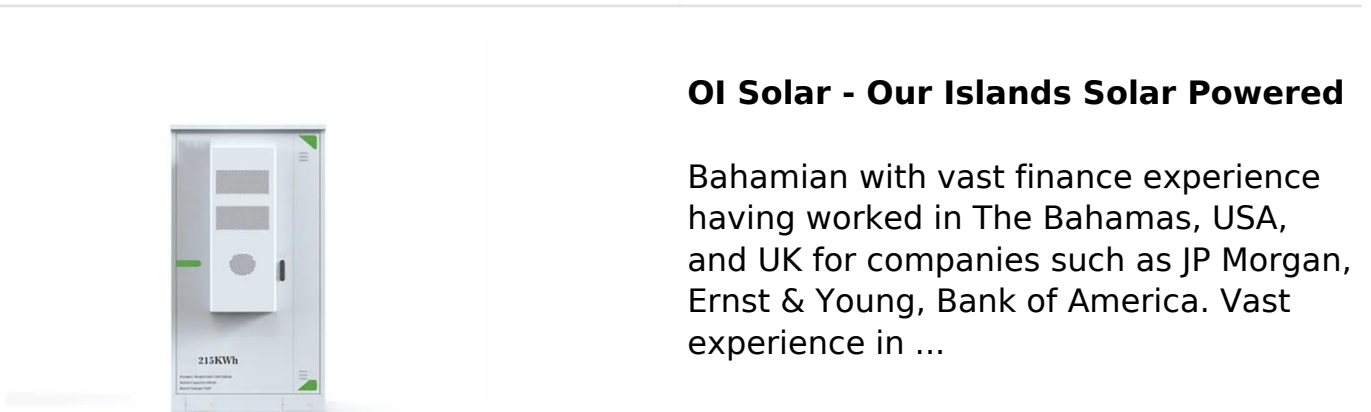 OI Solar - Our Islands Solar Powered
Bahamian with vast finance experience
having worked in The Bahamas, USA,
and UK for companies such as JP Morgan,
Ernst & Young, Bank of America. Vast
experience in ...
215KWh